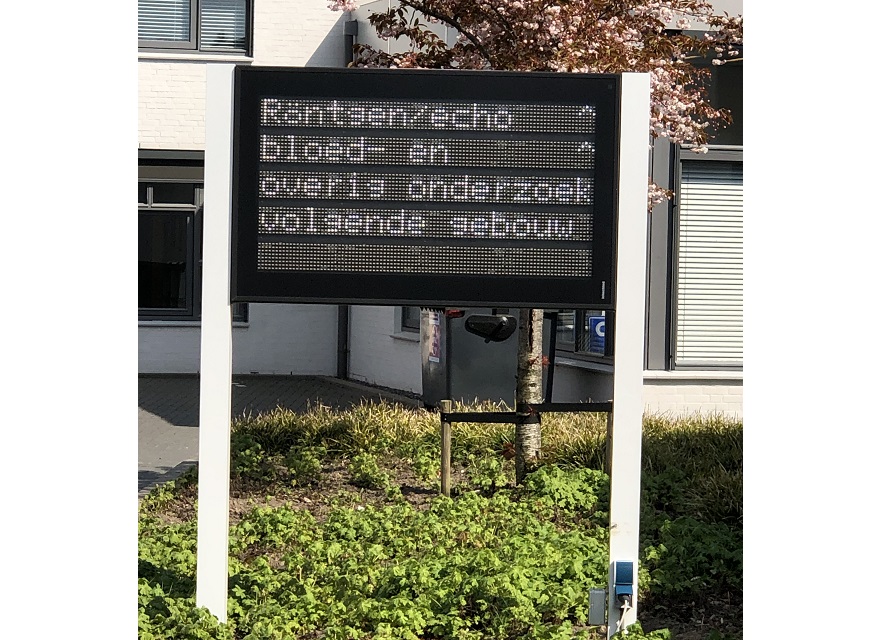 Röntgen/echo ^
bloed- en ^
overig onderzoek
volgende gebouw